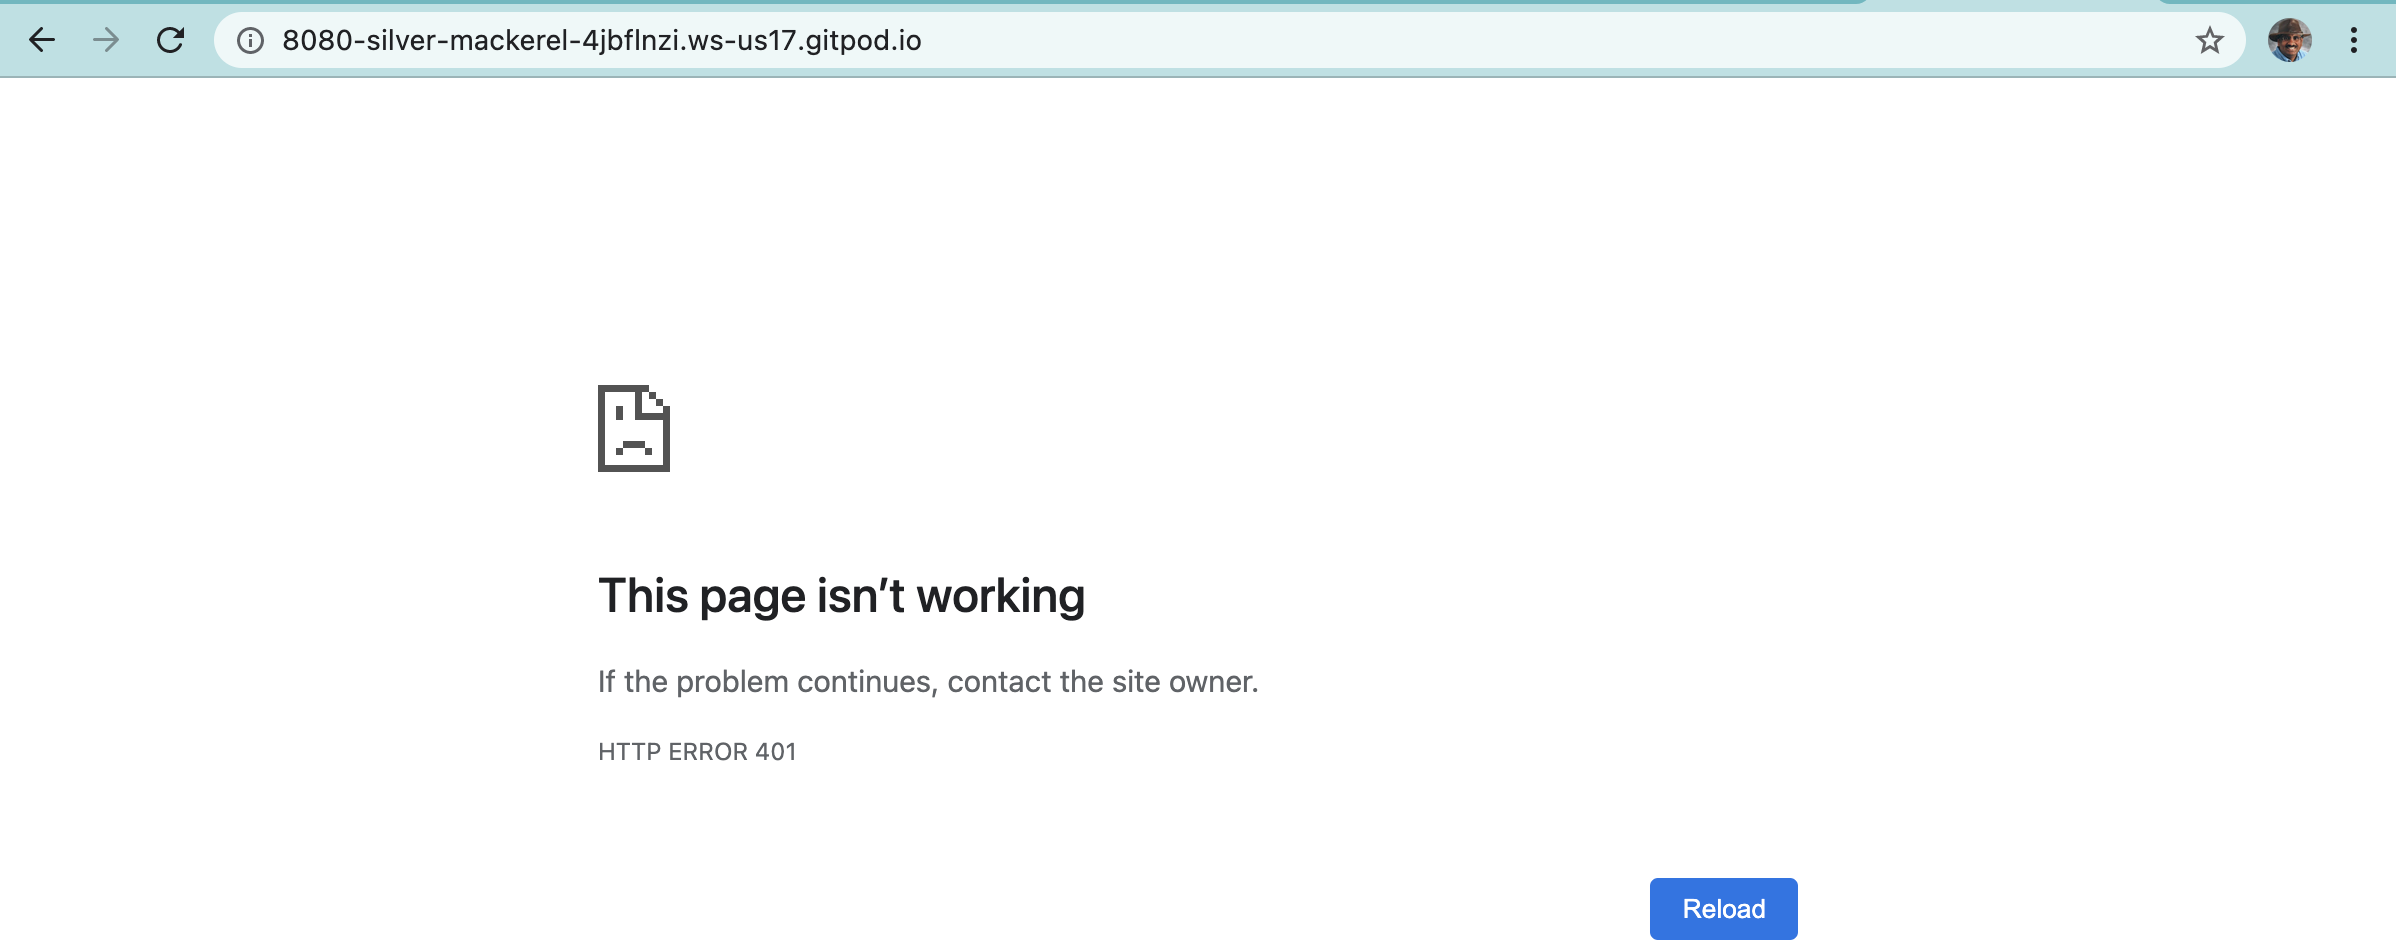 8080-silver-mackerel-4jbflnzi.ws-us17.gitpod.io
This page isn’t working
If the problem continues, contact the site owner.
HTTP ERROR 401
Reload